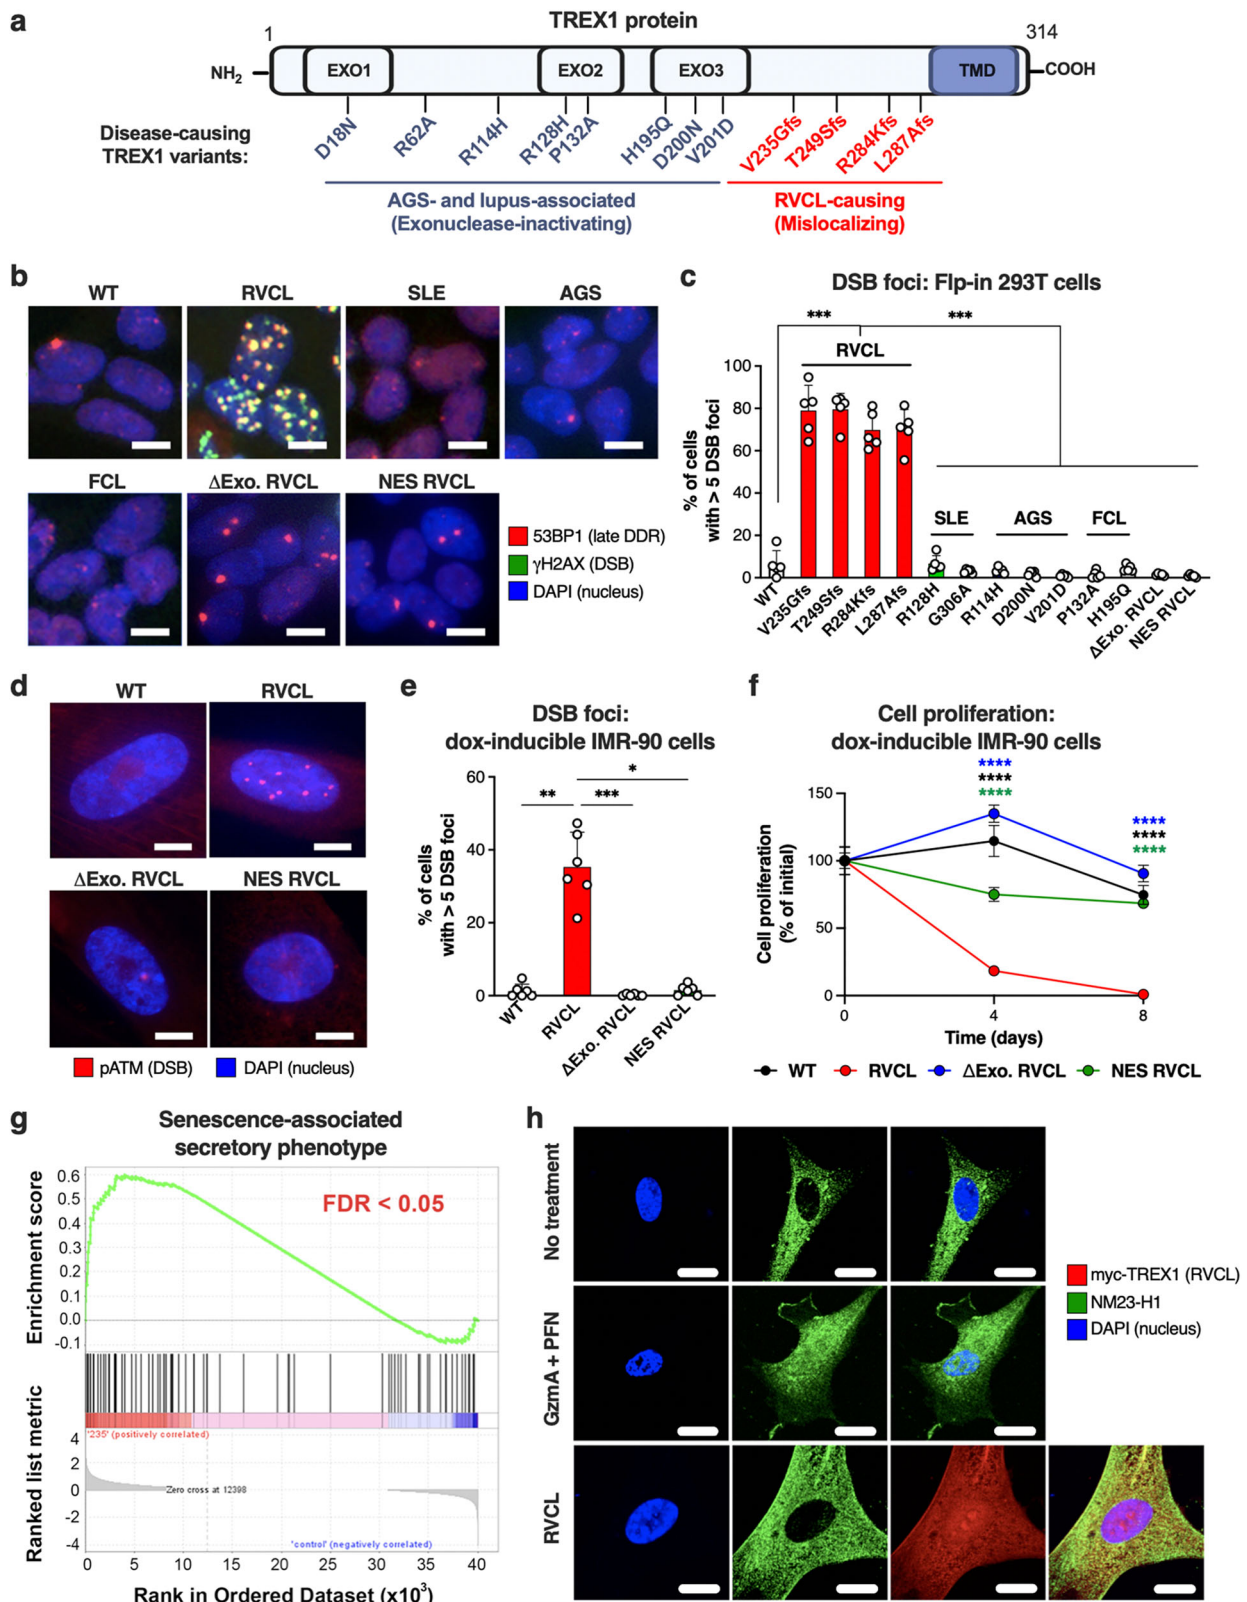 a
TREX1 protein
1
314
NH2
EXO1
EXO2
EXO3
TMD
COOH
Disease-causing
TREX1 variants:
D18N
R62A
R114H
R128H
P132A
H195Q
D200N
V201D
V235Gfs
T249Sfs
R284Kfs
L287Afs
AGS- and lupus-associated
(Exonuclease-inactivating)
RVCL-causing
(Mislocalizing)
b
WT
RVCL
SLE
AGS
FCL
ΔExo. RVCL
NES RVCL
53BP1 (late DDR)
γH2AX (DSB)
DAPI (nucleus)
c
DSB foci: Flp-in 293T cells
***
***
RVCL
% of cells
with > 5 DSB foci
100
80
60
40
20
0
SLE
AGS
FCL
WT
V235Gfs
T249Sfs
R284Kfs
L287Afs
R128H
G306A
R114H
D200N
V201D
P132A
H195Q
ΔExo. RVCL
NES RVCL
d
WT
RVCL
ΔExo. RVCL
NES RVCL
pATM (DSB)
DAPI (nucleus)
e
DSB foci:
dox-inducible IMR-90 cells
% of cells
with > 5 DSB foci
60
40
20
0
*
**
***
WT
RVCL
ΔExo. RVCL
NES RVCL
f
Cell proliferation:
dox-inducible IMR-90 cells
****
****
****
****
****
****
Cell proliferation
(% of initial)
150
100
50
0
0
4
8
Time (days)
WT
RVCL
ΔExo. RVCL
NES RVCL
g
Senescence-associated
secretory phenotype
FDR < 0.05
Enrichment score
0.6
0.5
0.4
0.3
0.2
0.1
0.0
-0.1
Ranked list metric
'235' (positively correlated)
4
2
0
-2
-4
Zero cross at 12398
'control' (negatively correlated)
0
5
10
15
20
25
30
35
40
Rank in Ordered Dataset (x10³)
h
No treatment
GzmA + PFN
RVCL
myc-TREX1 (RVCL)
NM23-H1
DAPI (nucleus)